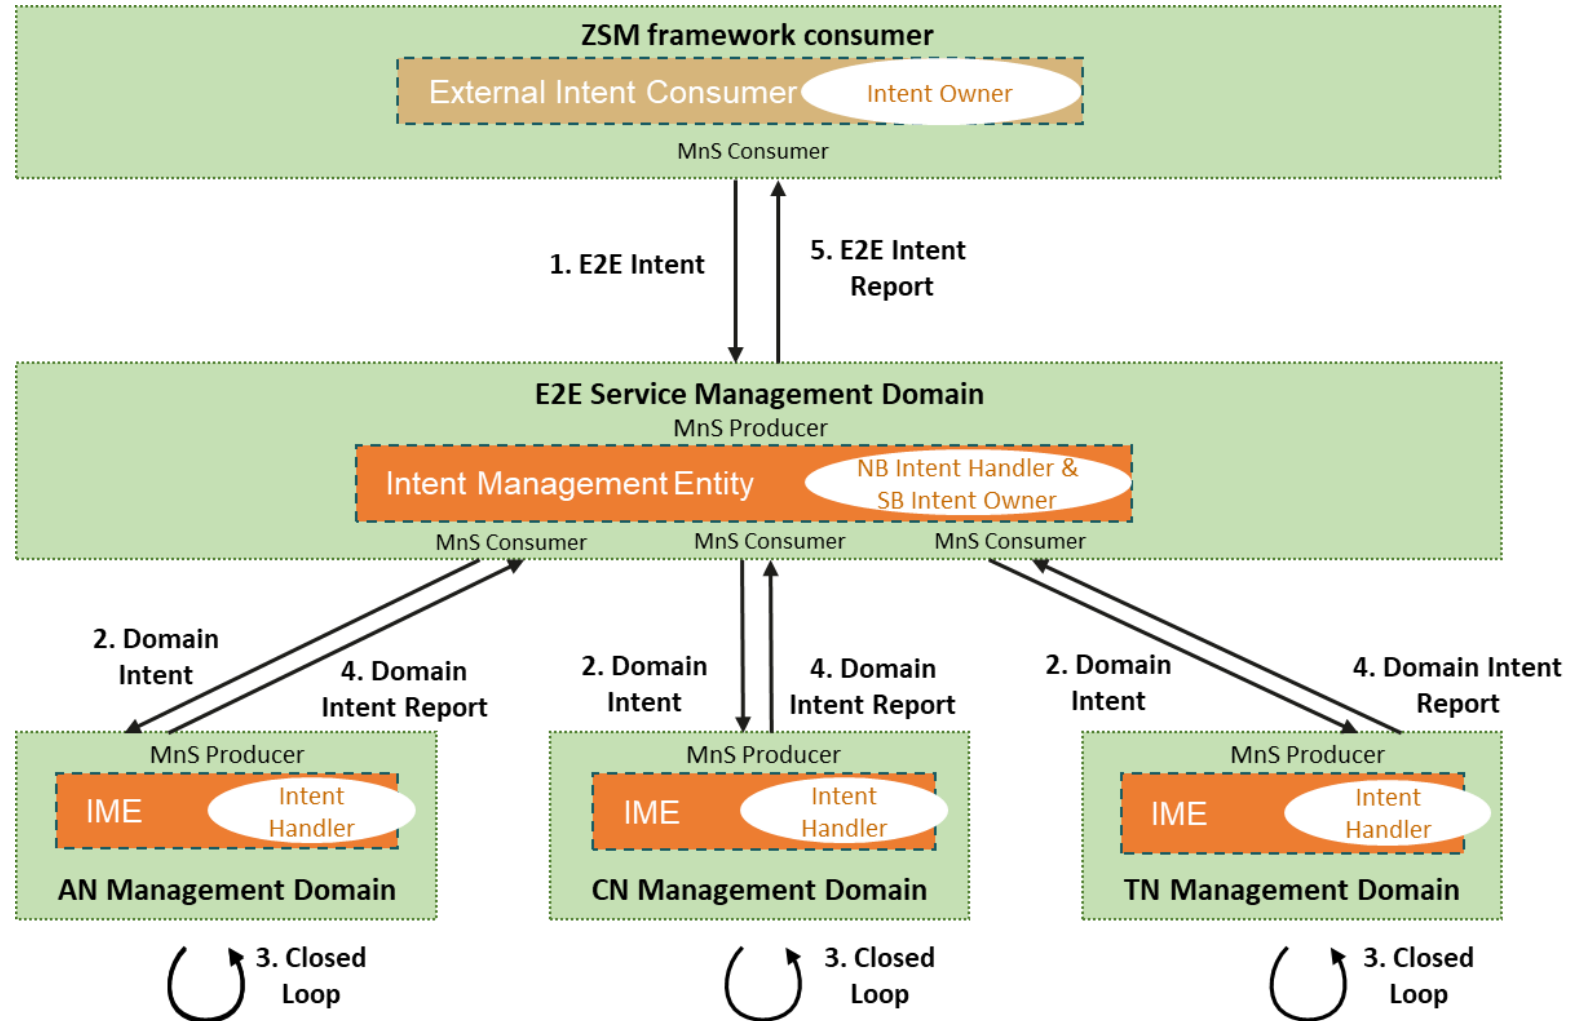 ZSM framework consumer
External Intent Consumer
Intent Owner
MnS Consumer
1. E2E Intent
5. E2E Intent
Report
E2E Service Management Domain
MnS Producer
Intent Management Entity
NB Intent Handler &
SB Intent Owner
MnS Consumer
MnS Consumer
MnS Consumer
2. Domain
Intent
4. Domain
Intent Report
2. Domain
Intent
4. Domain
Intent Report
2. Domain
Intent
4. Domain Intent
Report
MnS Producer
IME
Intent
Handler
AN Management Domain
MnS Producer
IME
Intent
Handler
CN Management Domain
MnS Producer
IME
Intent
Handler
TN Management Domain
3. Closed
Loop
3. Closed
Loop
3. Closed
Loop